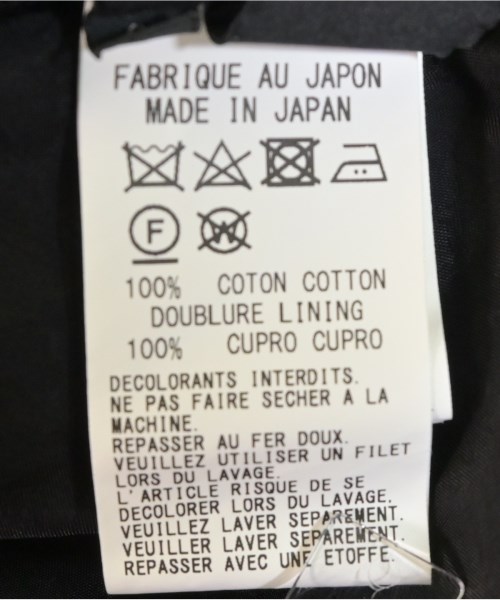 FABRIQUE AU JAPON
MADE IN JAPAN
F W
100% COTON COTTON
DOUBLURE LINING
100% CUPRO CUPRO
DECOLORANTS INTERDITS.
NE PAS FAIRE SECHER A LA
MACHINE.
REPASSER AU FER DOUX.
VEUILLEZ UTILISER UN FILET
LORS DU LAVAGE.
L'ARTICLE RISQUE DE SE
DECOLORER LORS DU LAVAGE.
VEUILLEZ LAVER SEPAREMENT.
VEUILLER LAVER SEPAREMENT.
REPASSER AVEC UNE ETOFFE.